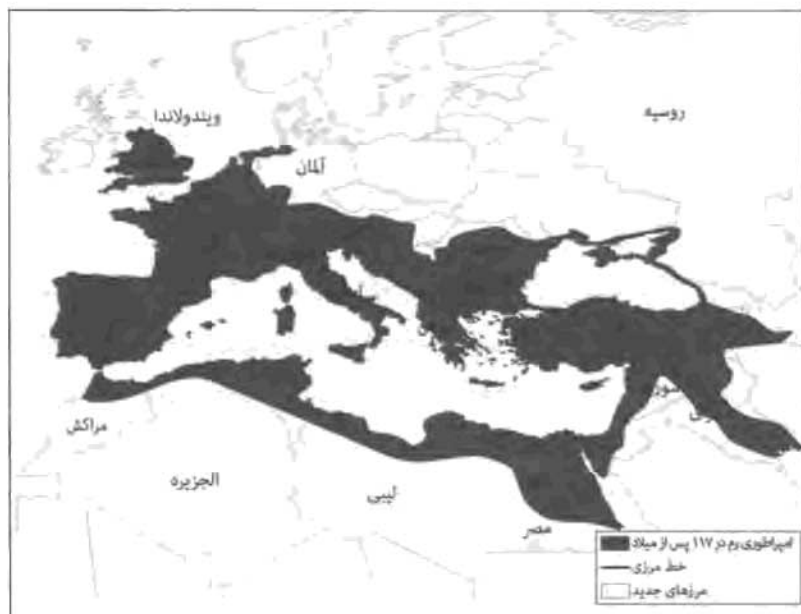 ویندولاندا
روسیه
آلمان
مراکش
الجزیره
لیبی
مصر
امپراطوری رم در ۱۱۷ پس از میلاد
خط مرزی
مرزهای جدید